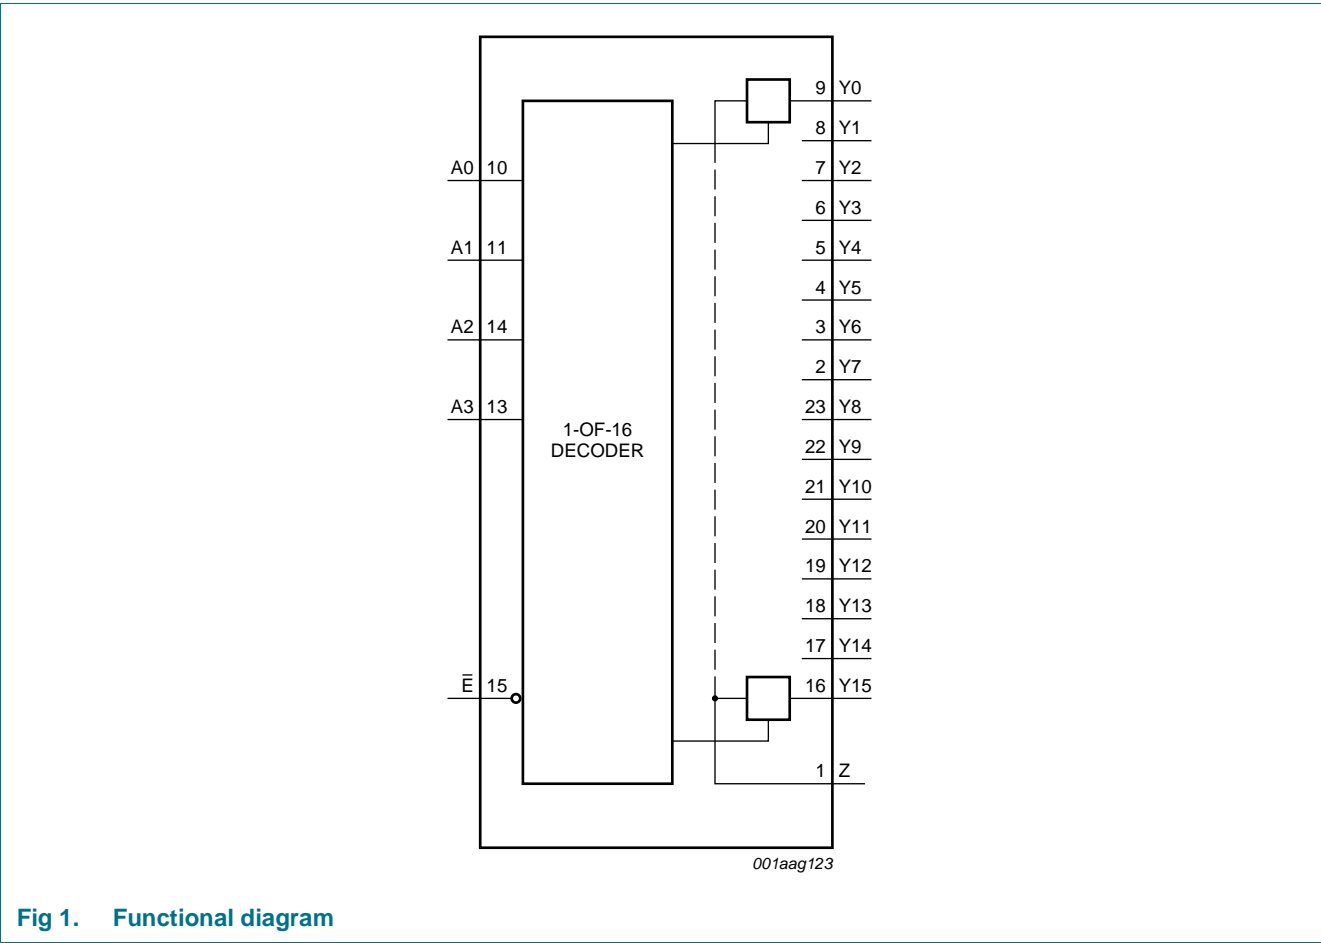 9 Y0
8 Y1
A0 10
7 Y2
6 Y3
A1 11
5 Y4
4 Y5
A2 14
3 Y6
2 Y7
A3 13
23 Y8
1-OF-16
DECODER
22 Y9
21 Y10
20 Y11
19 Y12
18 Y13
17 Y14
E̅ 15
16 Y15
1 Z
001aag123
Fig 1. Functional diagram